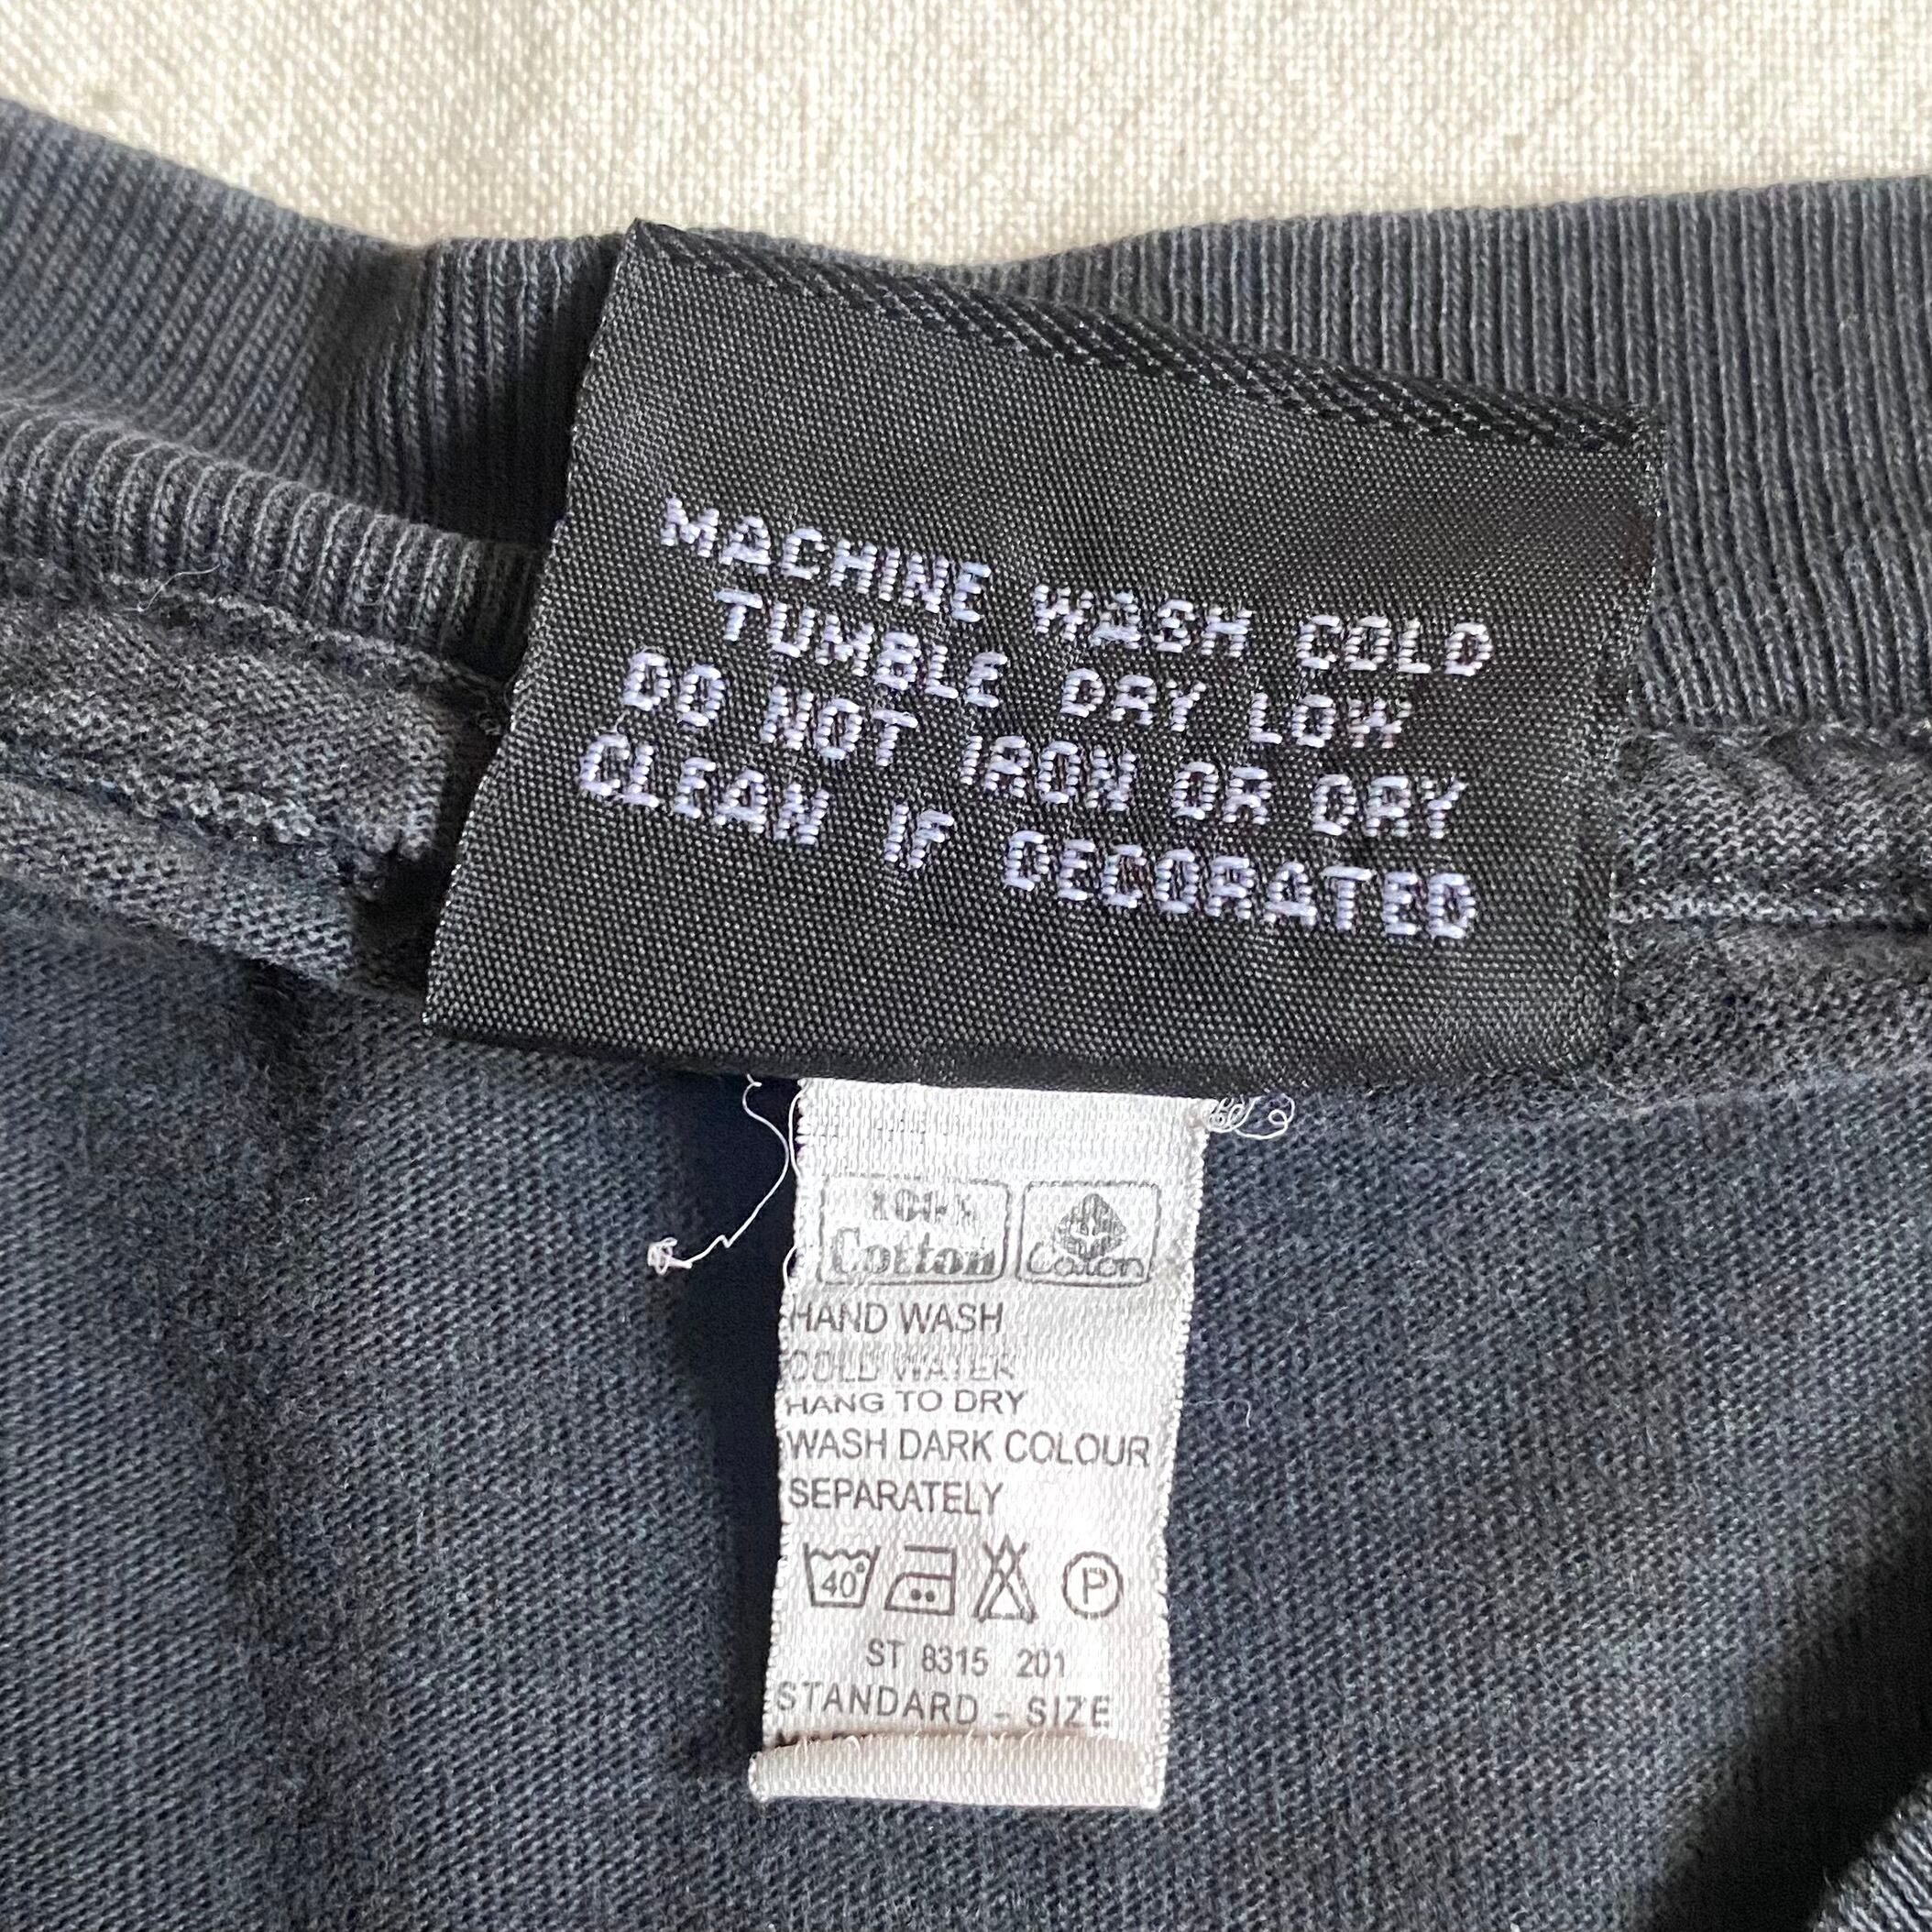 MACHINE WASH COLD
TUMBLE DRY LOW
DO NOT IRON OR DRY
CLEAN IF DECORATED
Cotton
Cotton
HAND WASH
COLD WATER
HANG TO DRY
WASH DARK COLOUR
SEPARATELY
40° P
ST 8315 201
STANDARD - SIZE